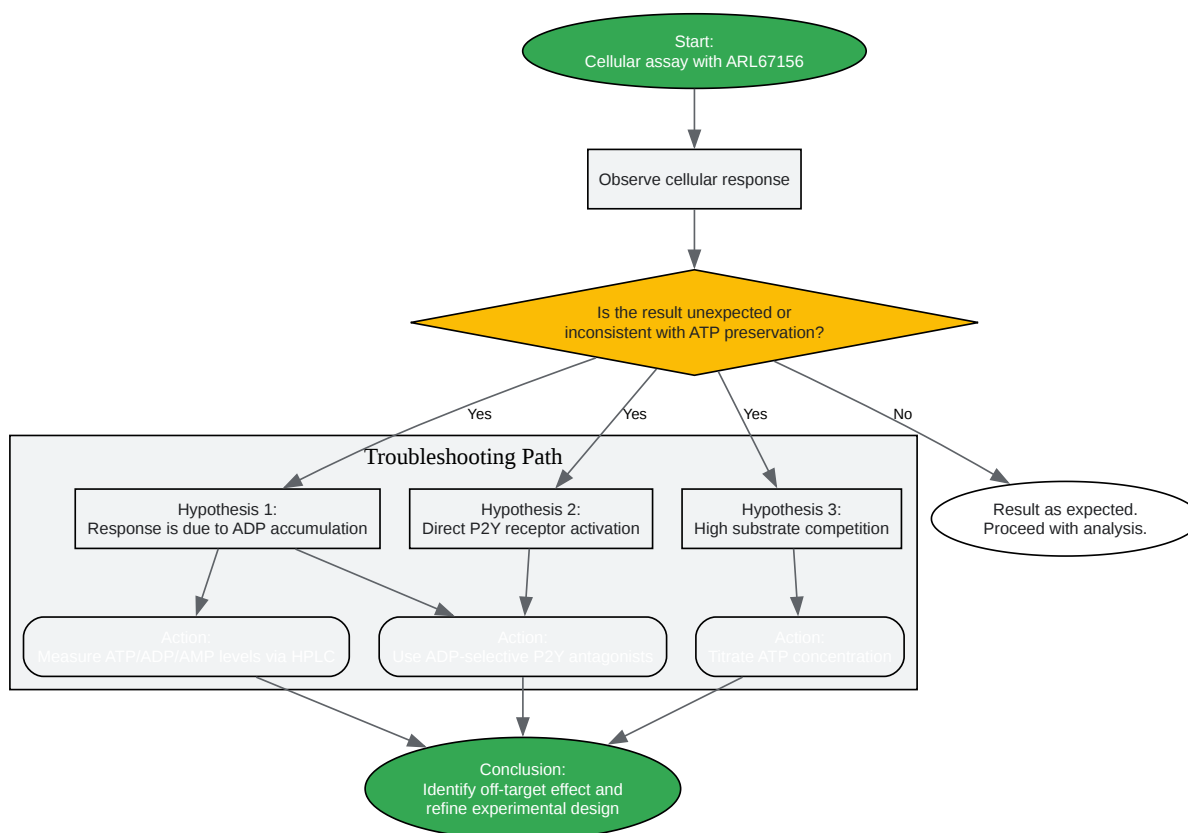 Start:
Cellular assay with ARL67156
Observe cellular response
Is the result unexpected or
inconsistent with ATP preservation?
Yes
Yes
Yes
No
Troubleshooting Path
Hypothesis 1:
Response is due to ADP accumulation
Hypothesis 2:
Direct P2Y receptor activation
Hypothesis 3:
High substrate competition
Result as expected.
Proceed with analysis.
Action:
Measure ATP/ADP/AMP levels via HPLC
Action:
Use ADP-selective P2Y antagonists
Action:
Titrate ATP concentration
Conclusion:
Identify off-target effect and
refine experimental design